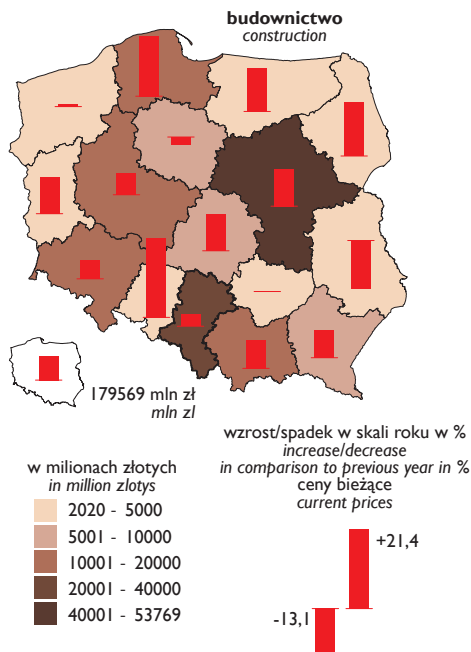 budownictwo
construction
179569 mln zł
mln zl
wzrost/spadek w skali roku w %
increase/decrease
in comparison to previous year in %
ceny bieżące
current prices
w milionach złotych
in million zlotys
2020 - 5000
5001 - 10000
10001 - 20000
20001 - 40000
40001 - 53769
+21,4
-13,1